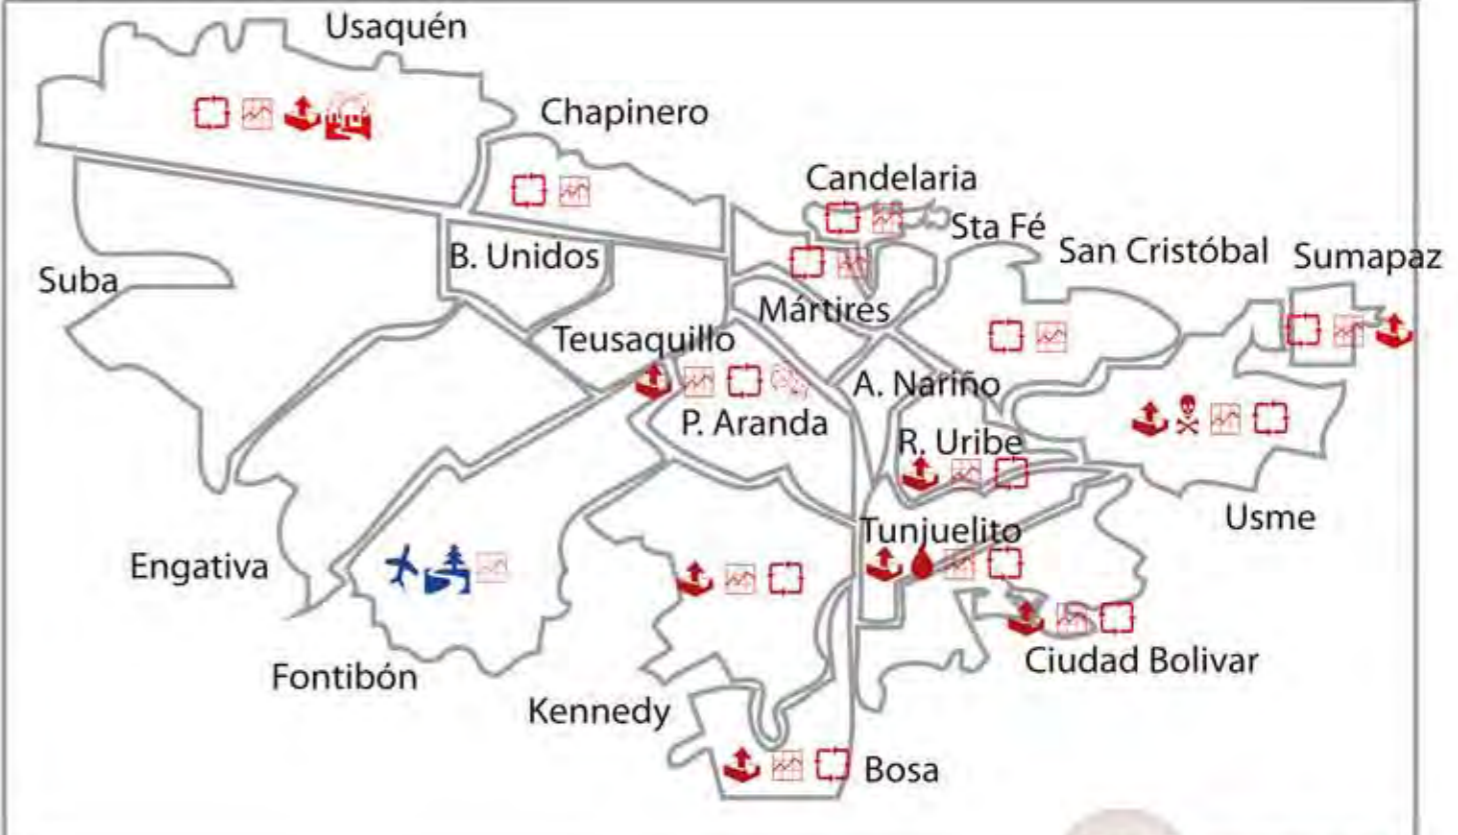 Usaquén
Chapinero
Candelaria
Sta Fé
San Cristóbal
Sumapaz
B. Unidos
Suba
Mártires
Teusaquillo
A. Nariño
P. Aranda
R. Uribe
Usme
Tunjuelito
Engativa
Ciudad Bolivar
Fontibón
Kennedy
Bosa